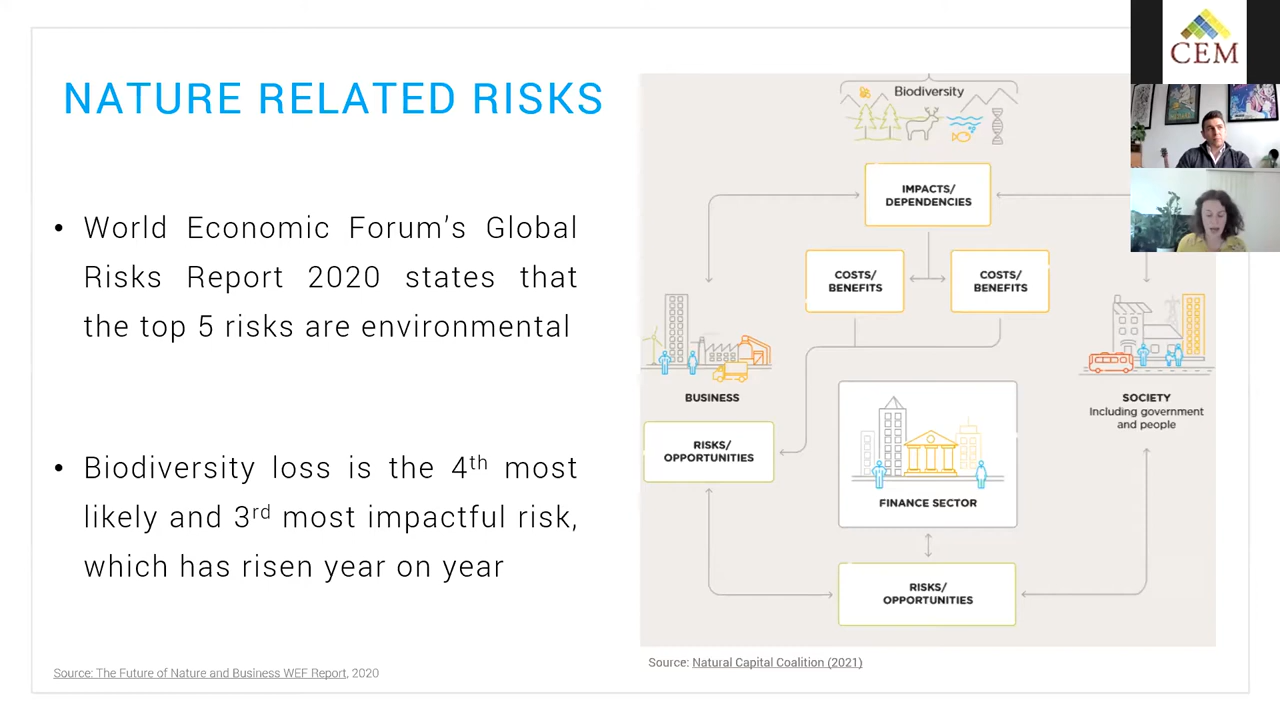 NATURE RELATED RISKS
• World Economic Forum’s Global
Risks Report 2020 states that
the top 5 risks are environmental
• Biodiversity loss is the 4th most
likely and 3rd most impactful risk,
which has risen year on year
Source: The Future of Nature and Business WEF Report, 2020
Biodiversity
IMPACTS/
DEPENDENCIES
COSTS/
BENEFITS
COSTS/
BENEFITS
BUSINESS
RISKS/
OPPORTUNITIES
FINANCE SECTOR
SOCIETY
Including government
and people
RISKS/
OPPORTUNITIES
Source: Natural Capital Coalition (2021)
CEM